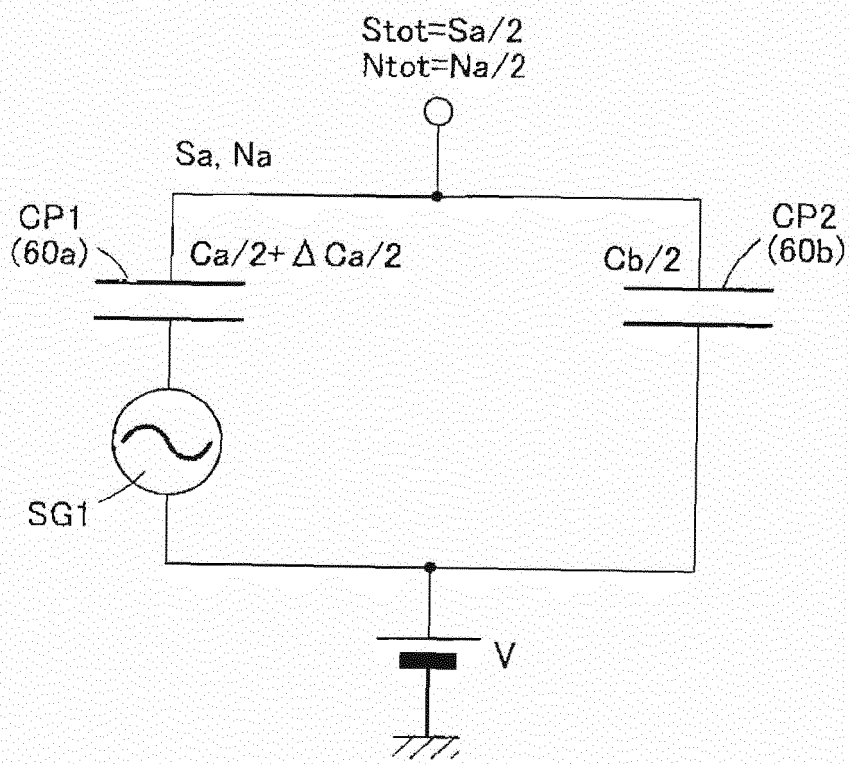 Stot=Sa/2
Ntot=Na/2
Sa, Na
CP1
(60a)
Ca/2+ΔCa/2
Cb/2
CP2
(60b)
SG1
V